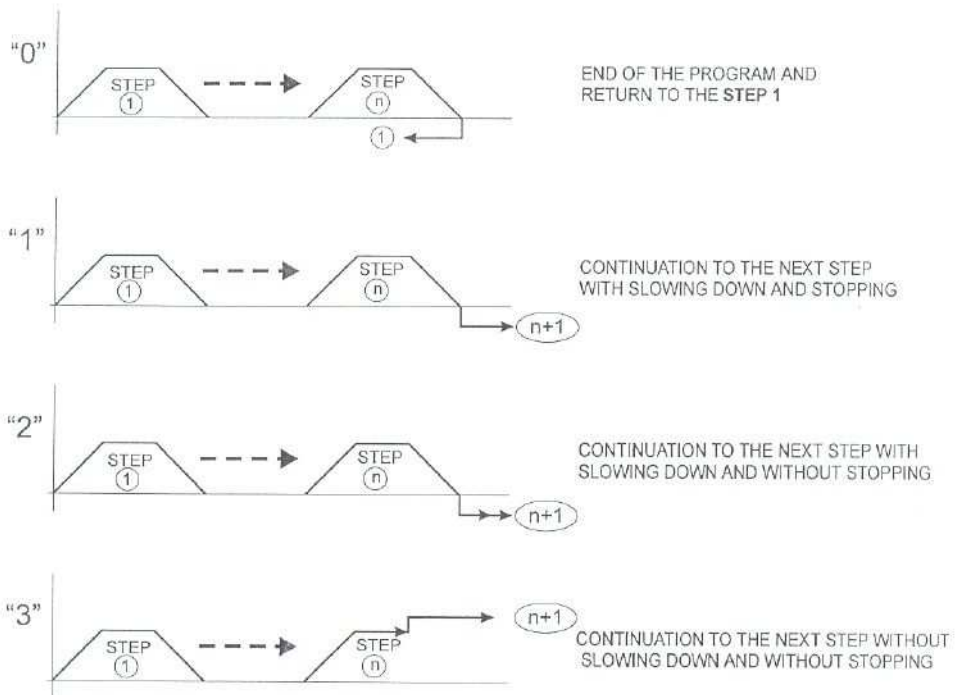 “0”
STEP
1
STEP
n
1
END OF THE PROGRAM AND
RETURN TO THE STEP 1
“1”
STEP
1
STEP
n
n+1
CONTINUATION TO THE NEXT STEP
WITH SLOWING DOWN AND STOPPING
“2”
STEP
1
STEP
n
n+1
CONTINUATION TO THE NEXT STEP WITH
SLOWING DOWN AND WITHOUT STOPPING
“3”
STEP
1
STEP
n
n+1
CONTINUATION TO THE NEXT STEP WITHOUT
SLOWING DOWN AND WITHOUT STOPPING